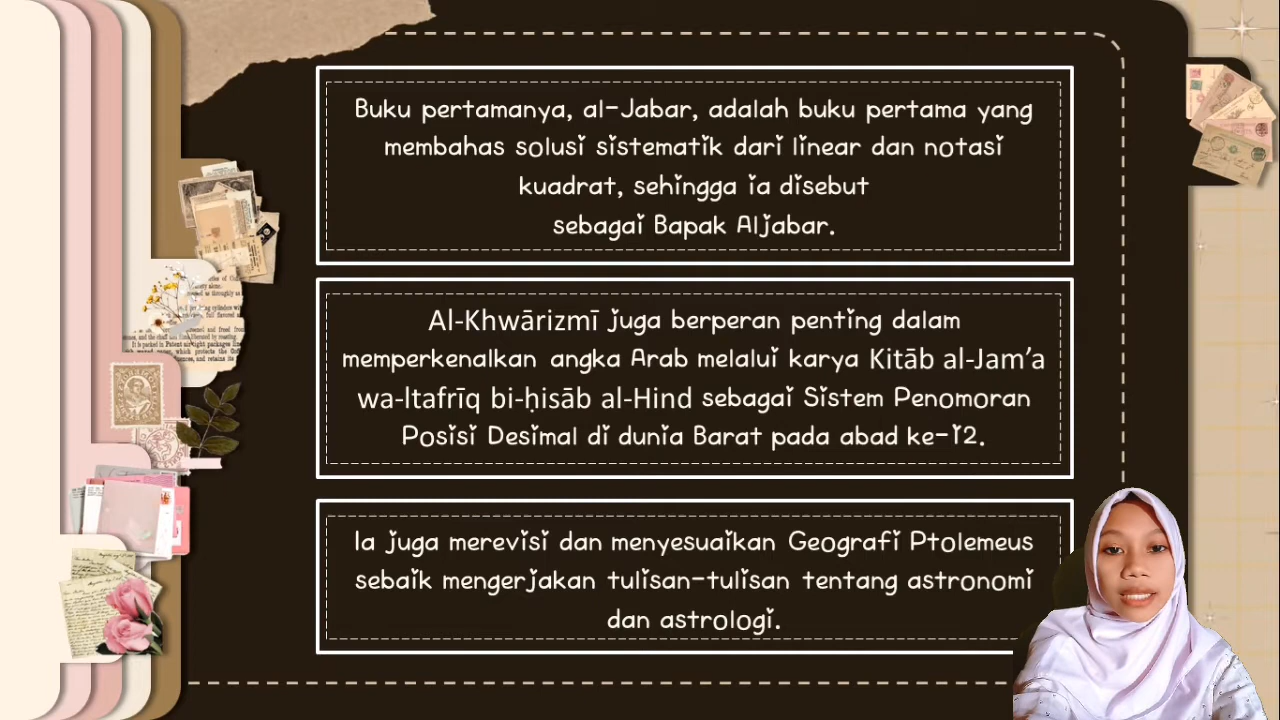 Buku pertamanya, al-Jabar, adalah buku pertama yang
membahas solusi sistematik dari linear dan notasi
kuadrat, sehingga ia disebut
sebagai Bapak Aljabar.
Al-Khwārizmī juga berperan penting dalam
memperkenalkan angka Arab melalui karya Kitāb al-Jam’a
wa-ltafrīq bi-ḥisāb al-Hind sebagai Sistem Penomoran
Posisi Desimal di dunia Barat pada abad ke-12.
Ia juga merevisi dan menyesuaikan Geografi Ptolemeus
sebaik mengerjakan tulisan-tulisan tentang astronomi
dan astrologi.